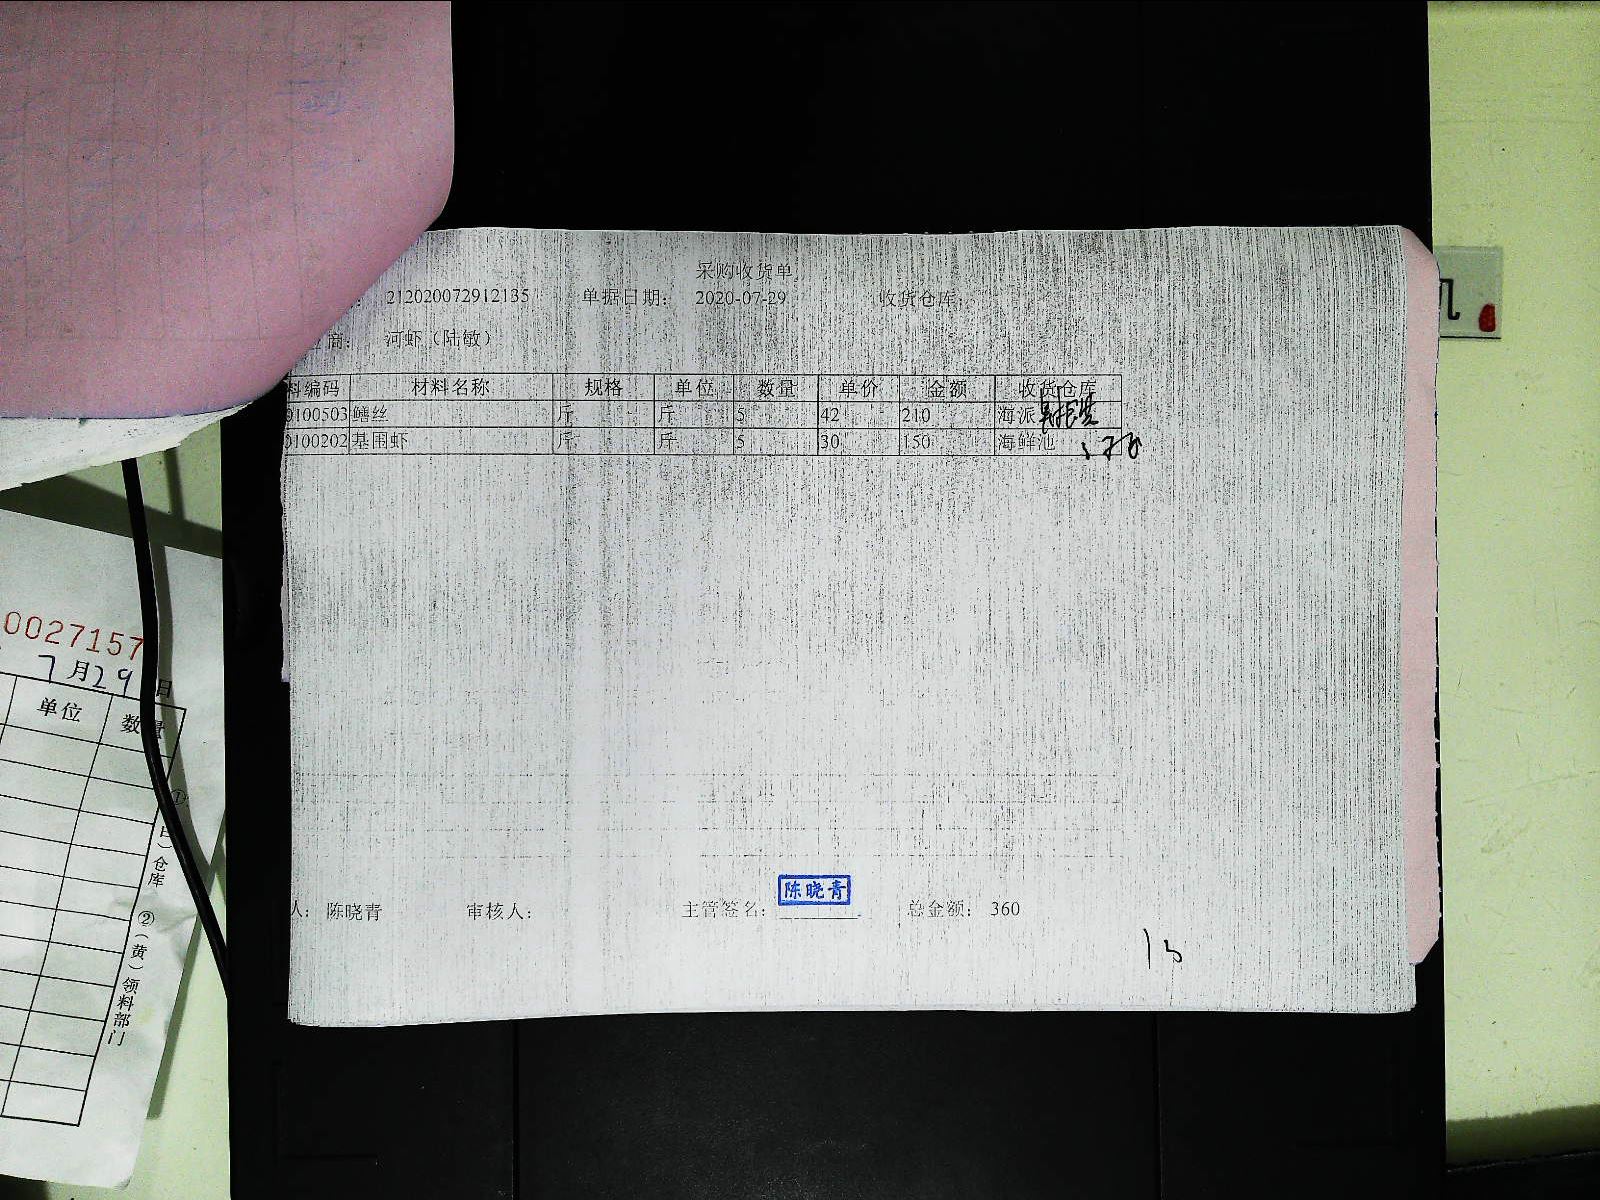 采购收货单
212020072912135 单据日期： 2020-07-29 收货仓库：
商： 河虾（陆敏）
料编码 材料名称 规格 单位 数量 单价 金额 收货仓库
0100503 鳝丝 斤 斤 5 42 210 海派
0100202 基围虾 斤 斤 5 30 150 海鲜池
人： 陈晓青 审核人： 主管签名： 陈晓青 总金额： 360
13
0027157
7月29日
单位 数量
①
仓库
②（黄）领料部门